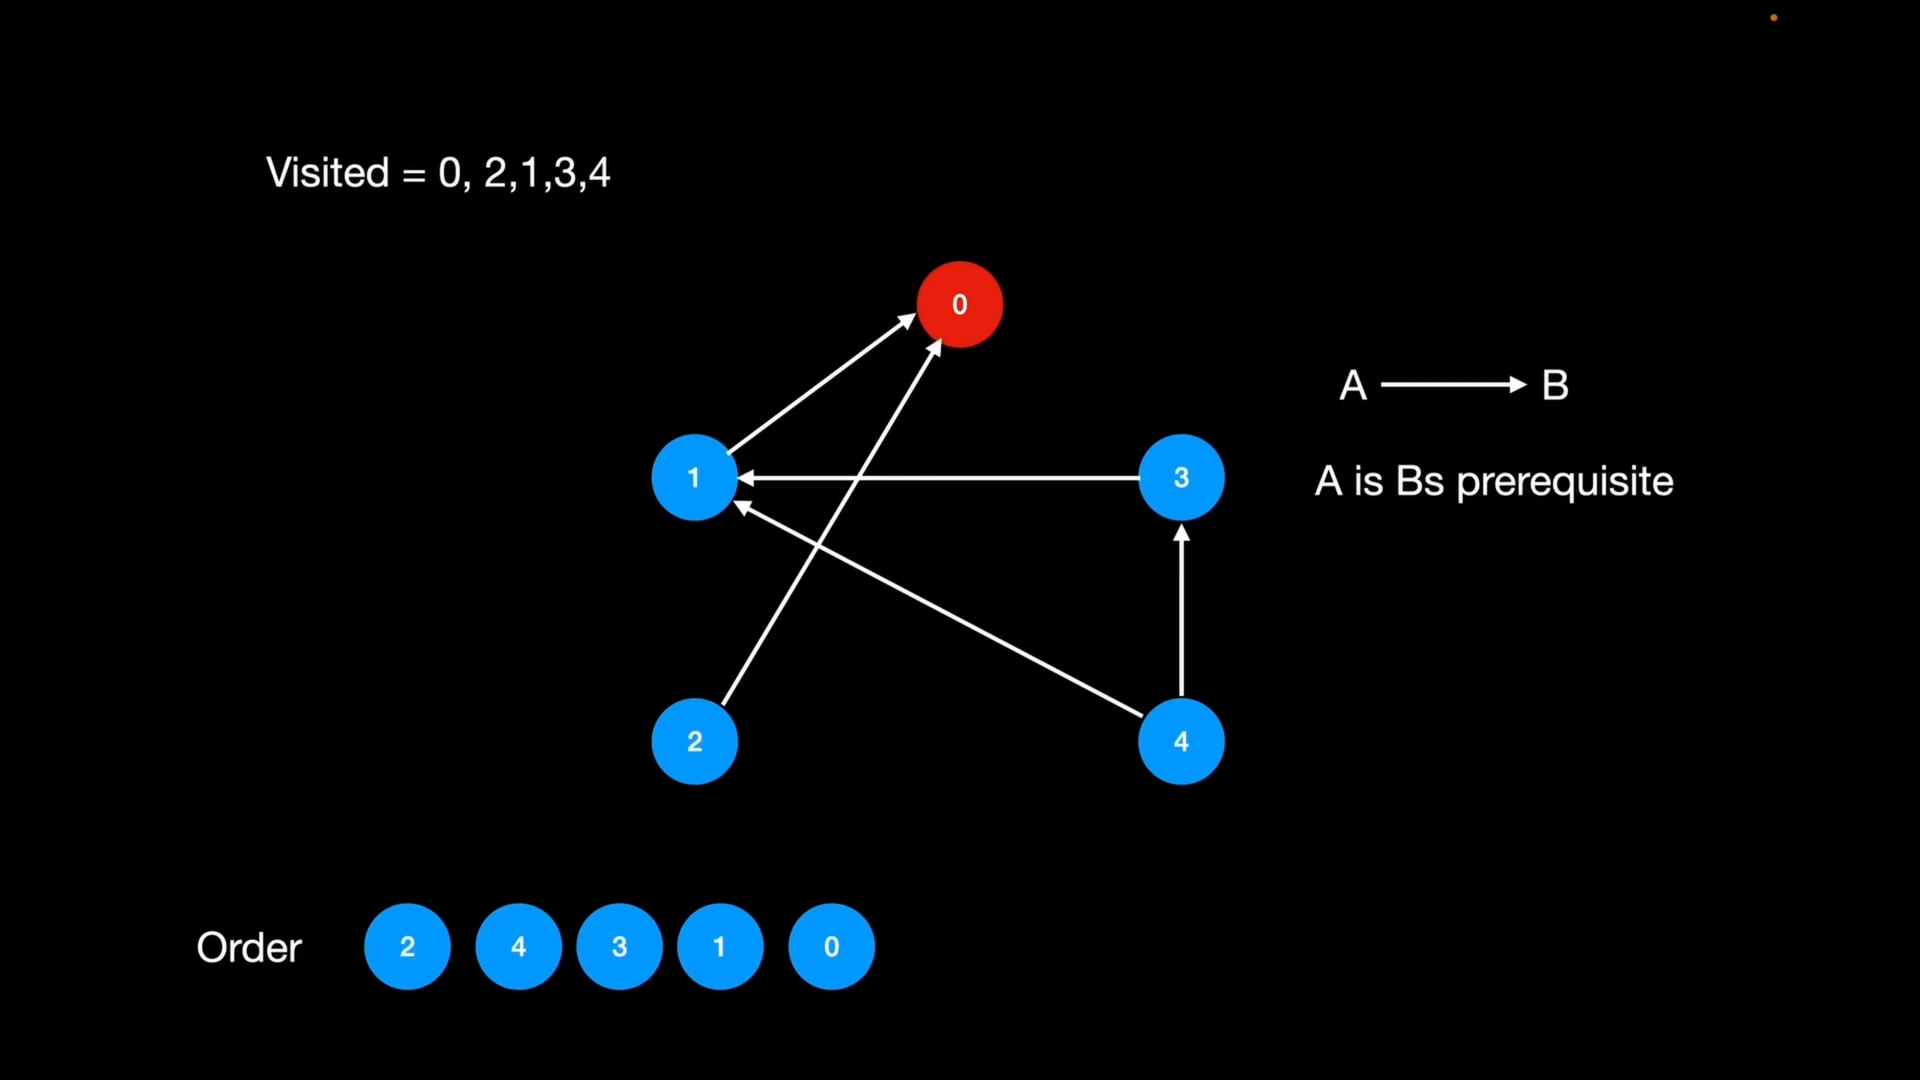 Visited = 0, 2,1,3,4
0
A B
1
3
A is Bs prerequisite
2
4
Order 2 4 3 1 0